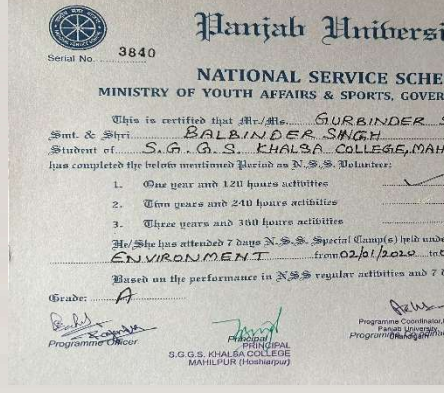 Panjab Universi
Serial No. 3840
NATIONAL SERVICE SCHE
MINISTRY OF YOUTH AFFAIRS & SPORTS, GOVER
This is certified that Mr./Ms. GURBINDER S
Smt. & Shri BALBINDER SINGH
Student of S.G.G.S. KHALSA COLLEGE, MAH
has completed the below mentioned Period as N.S.S. Volunteer:
1. One year and 120 hours activities
2. Two years and 240 hours activities
3. Three years and 360 hours activities
He/She has attended 7 days N.S.S. Special Camp(s) held unde
ENVIRONMENT from 02/01/2020 to
Based on the performance in NSS regular activities and 7 
Grade: A
Programme Officer
Principal
PRINCIPAL
S.G.G.S. KHALSA COLLEGE
MAHILPUR (Hoshiarpur)
Programme Coordinator,
Panjab University
Chandigarh